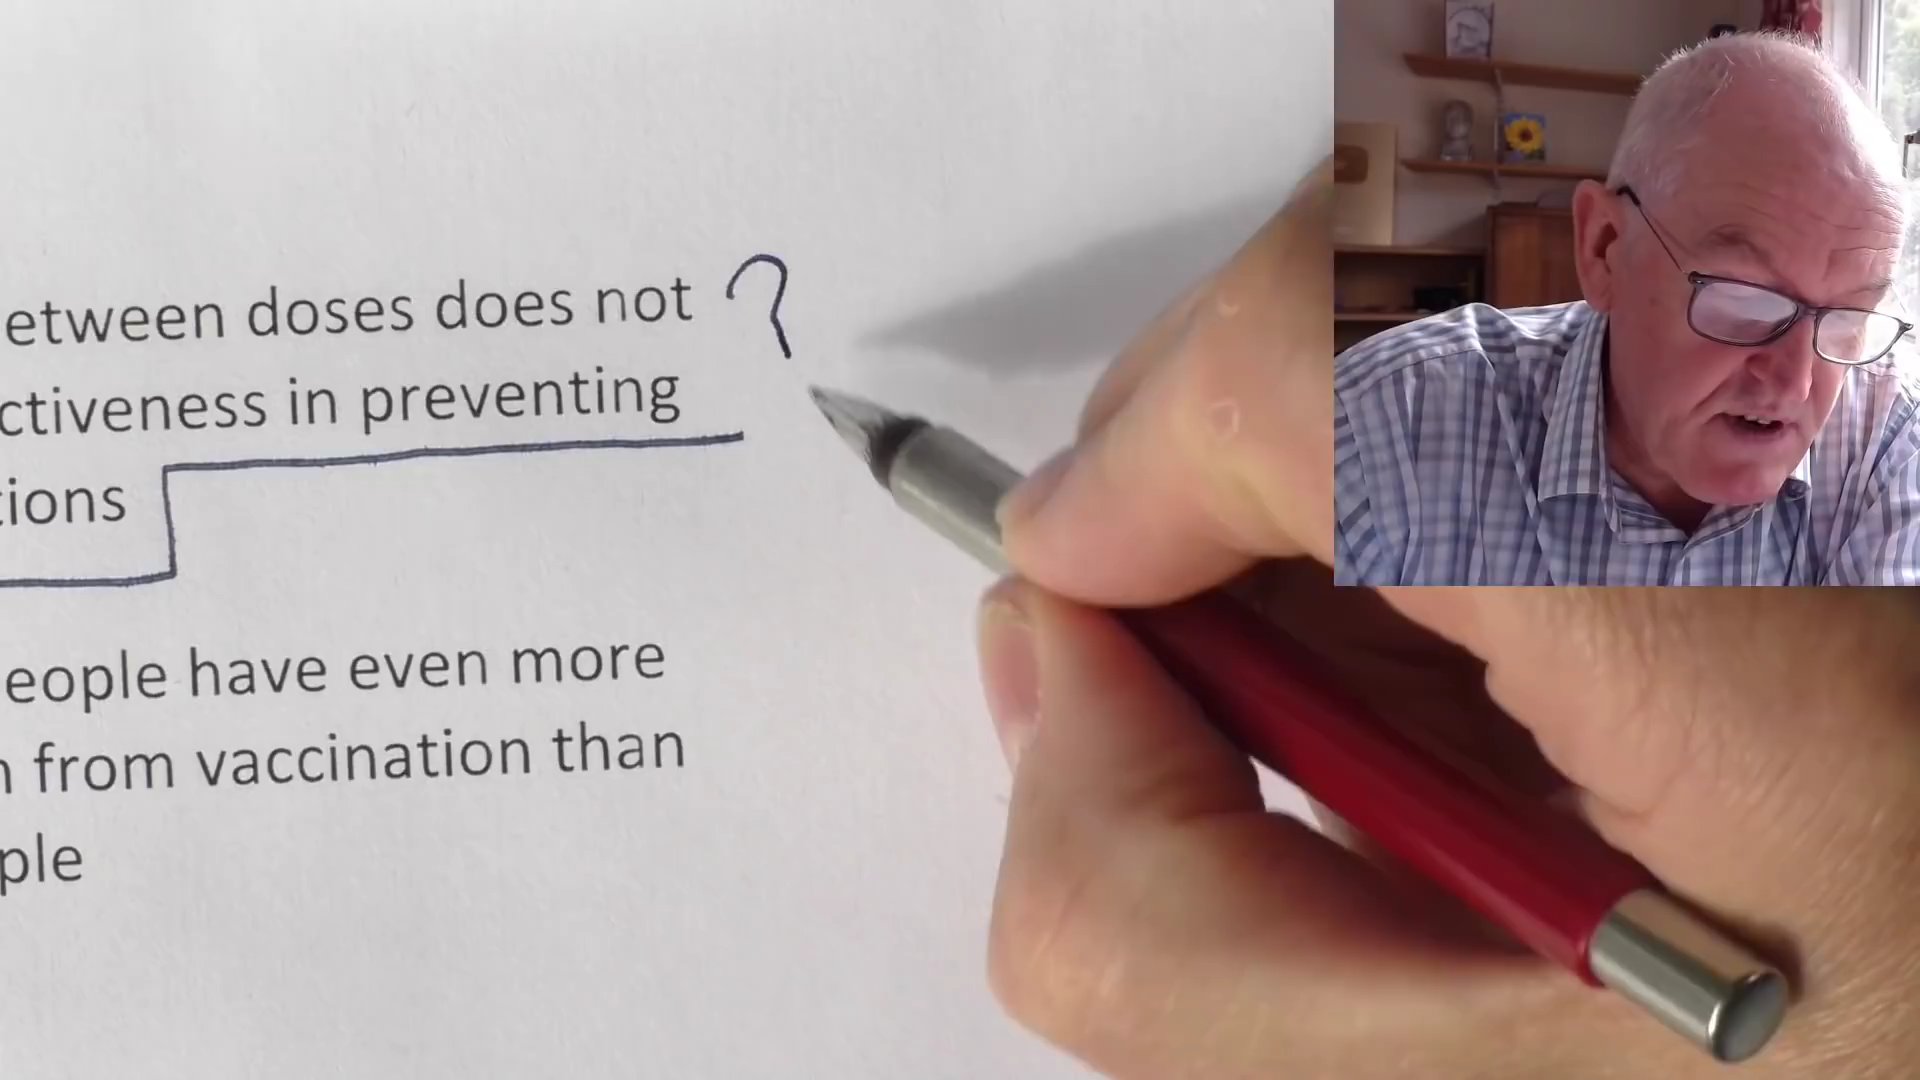 etween doses does not ?
ctiveness in preventing
tions
eople have even more
n from vaccination than
ple